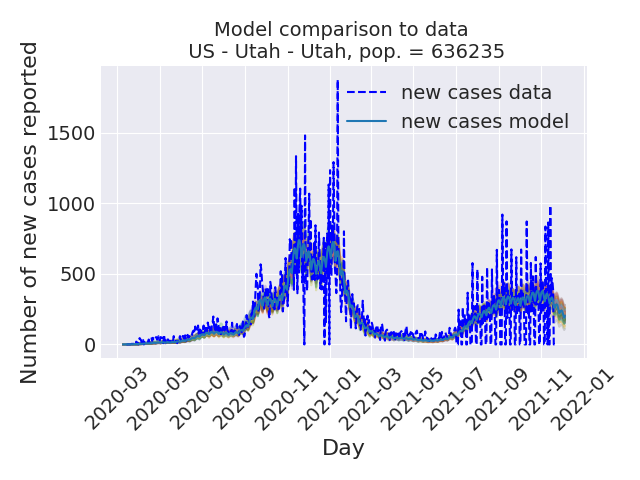 Model comparison to data
US - Utah - Utah, pop. = 636235
Number of new cases reported
new cases data
new cases model
1500
1000
500
0
2020-03
2020-05
2020-07
2020-09
2020-11
2021-01
2021-03
2021-05
2021-07
2021-09
2021-11
2022-01
Day